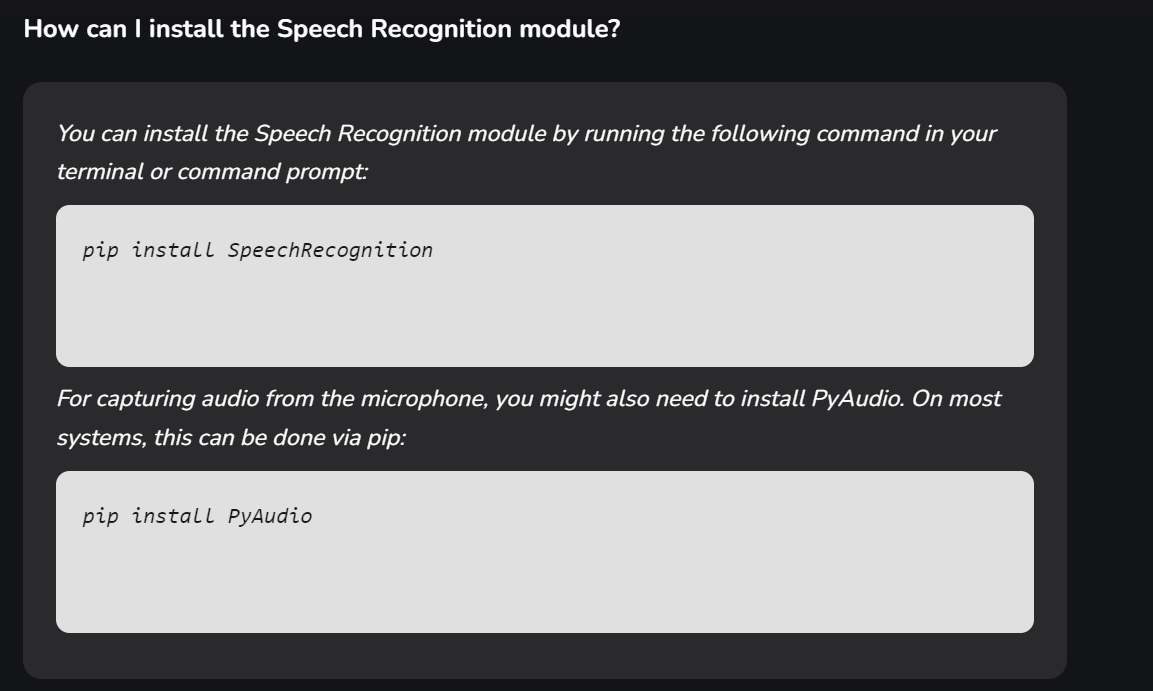 How can I install the Speech Recognition module?
You can install the Speech Recognition module by running the following command in your
terminal or command prompt:
pip install SpeechRecognition
For capturing audio from the microphone, you might also need to install PyAudio. On most
systems, this can be done via pip:
pip install PyAudio